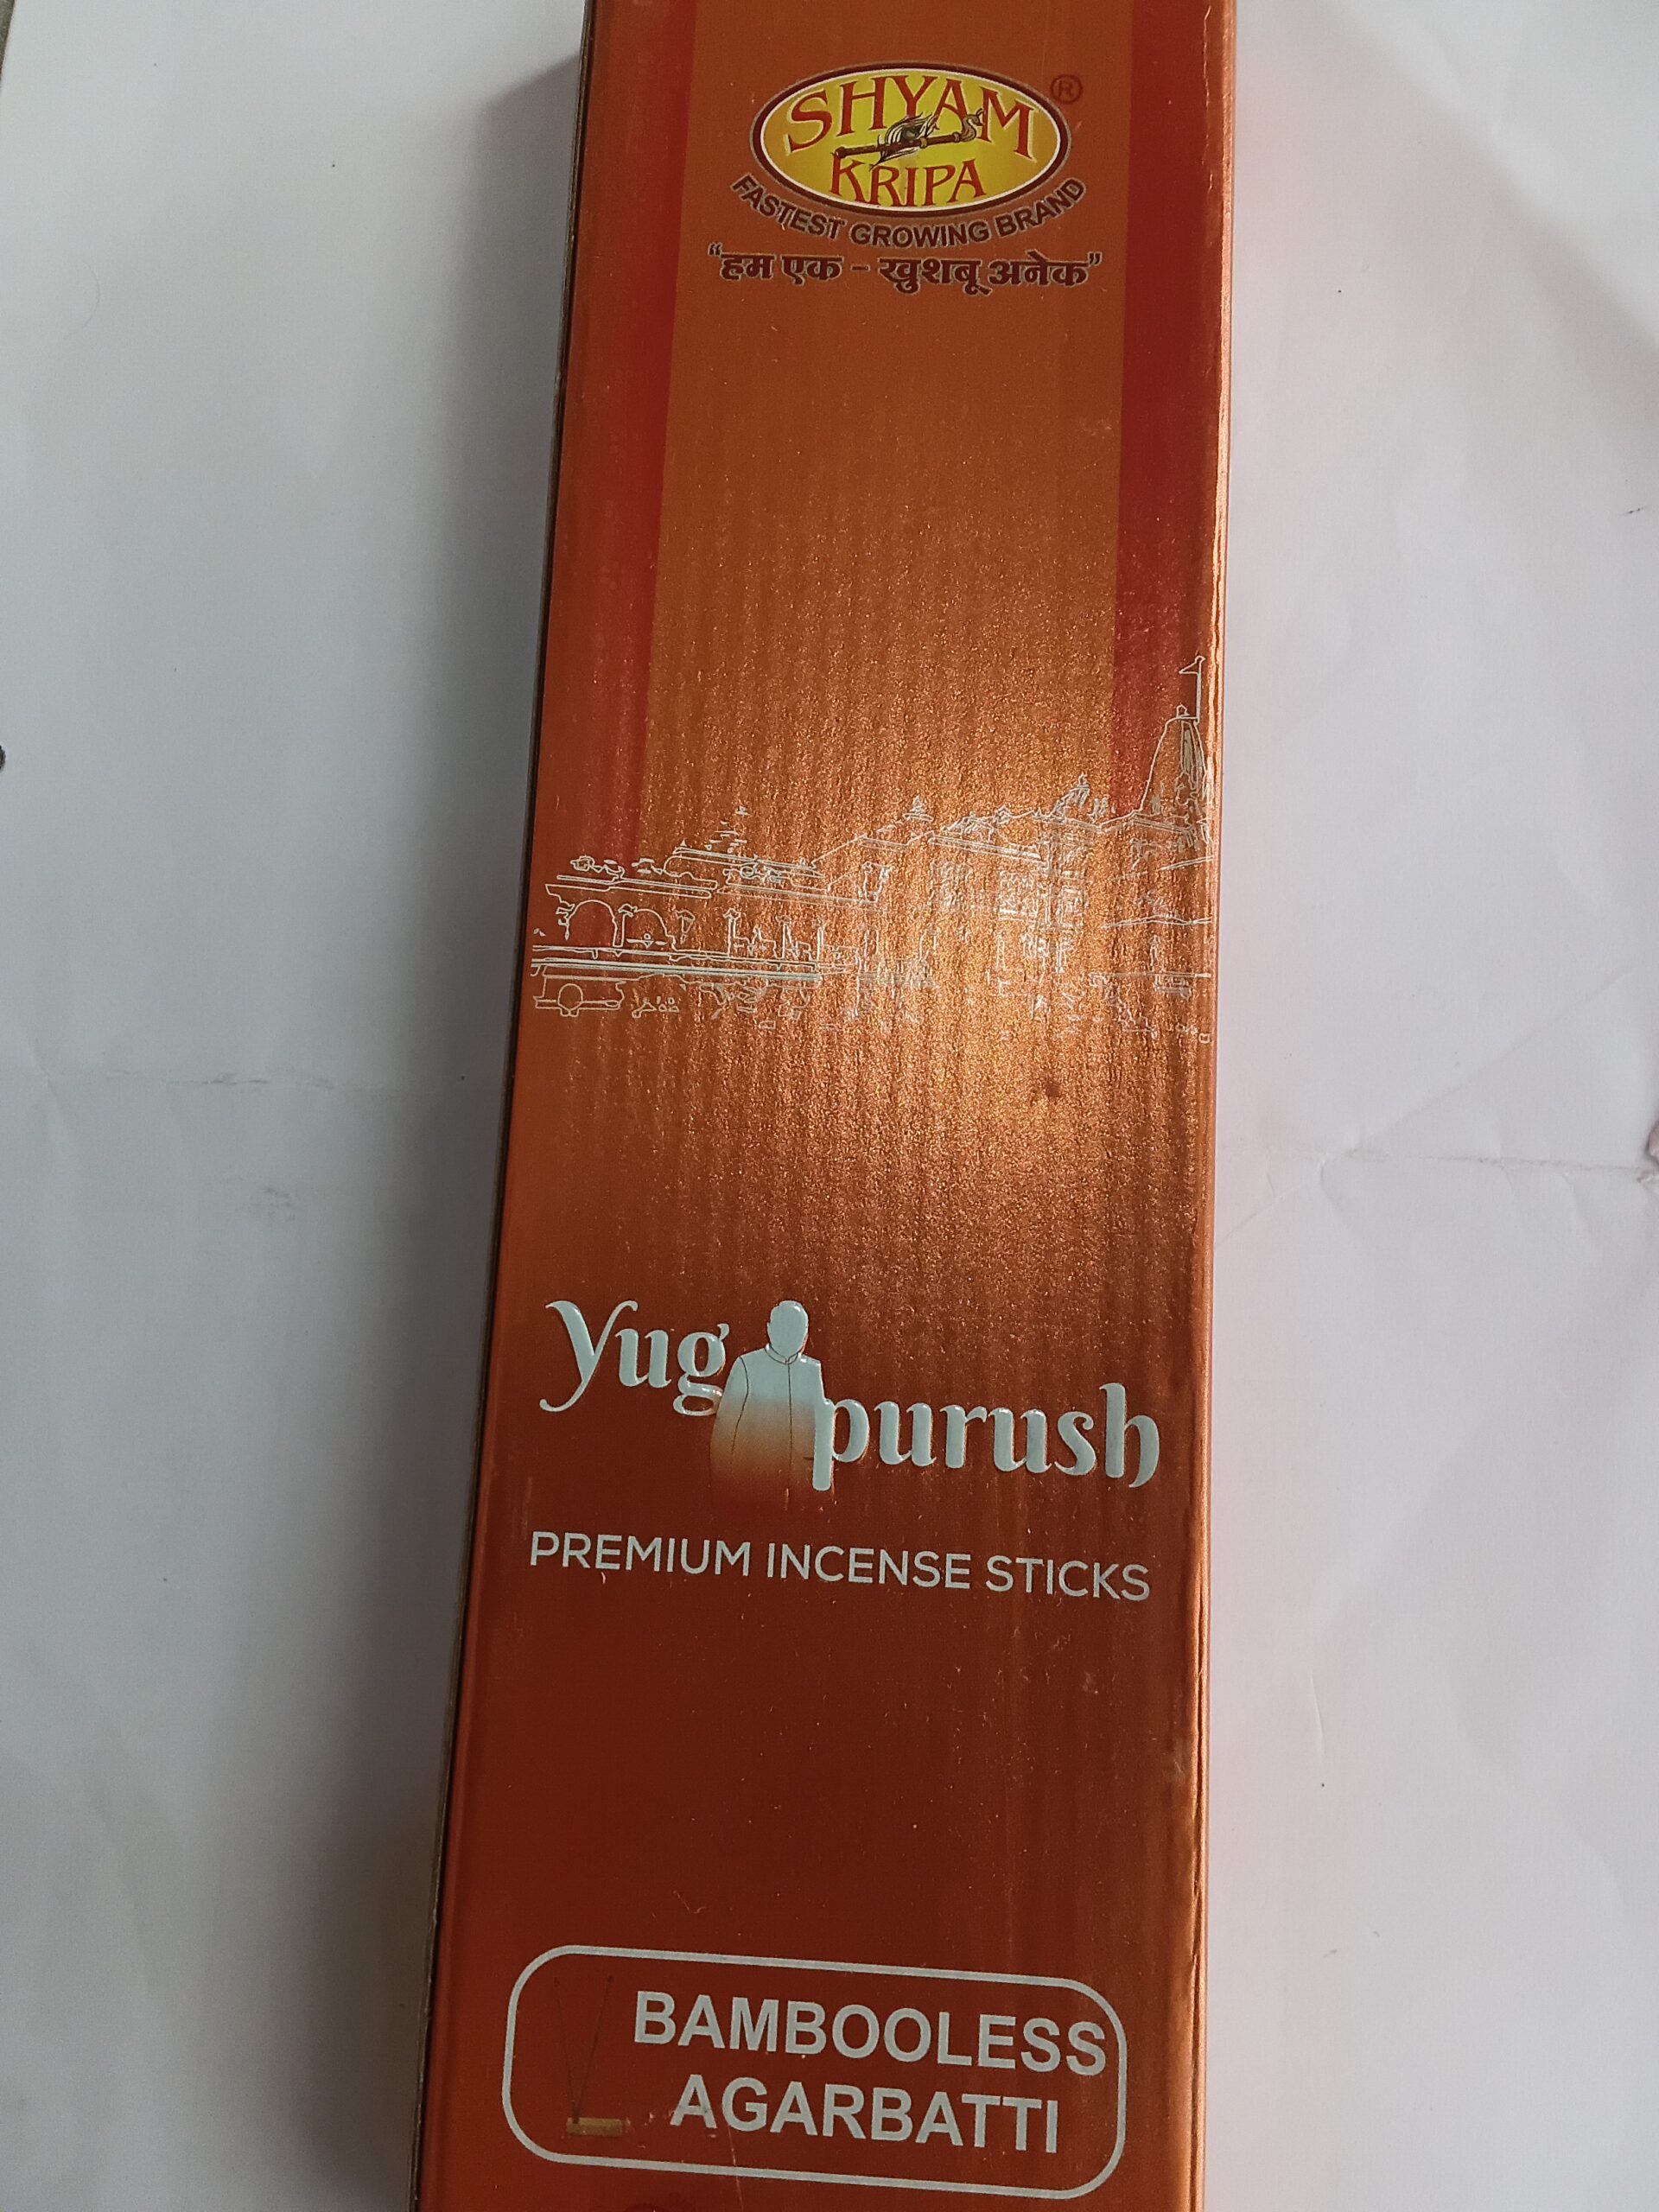 SHYAM
KRIPA
®
FASTEST GROWING BRAND
“हम एक - खुशबू अनेक”
Yug purush
PREMIUM INCENSE STICKS
BAMBOOLESS
AGARBATTI